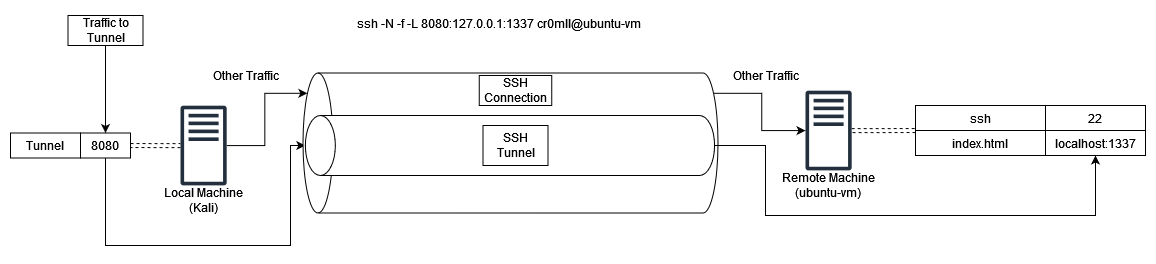 ssh -N -f -L 8080:127.0.0.1:1337 cr0mll@ubuntu-vm
Traffic to
Tunnel
Tunnel
8080
Local Machine
(Kali)
Other Traffic
SSH
Connection
SSH
Tunnel
Other Traffic
Remote Machine
(ubuntu-vm)
ssh
22
index.html
localhost:1337